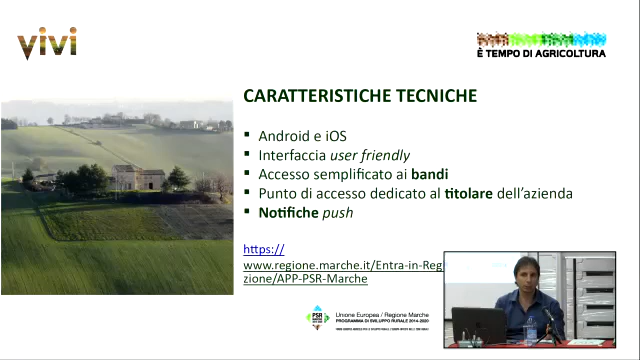 vivi
È TEMPO DI AGRICOLTURA
CARATTERISTICHE TECNICHE
▪ Android e iOS
▪ Interfaccia user friendly
▪ Accesso semplificato ai bandi
▪ Punto di accesso dedicato al titolare dell'azienda
▪ Notifiche push
https://
www.regione.marche.it/Entra-in-Reg
zione/APP-PSR-Marche
PSR
Unione Europea / Regione Marche
PROGRAMMA DI SVILUPPO RURALE 2014-2020